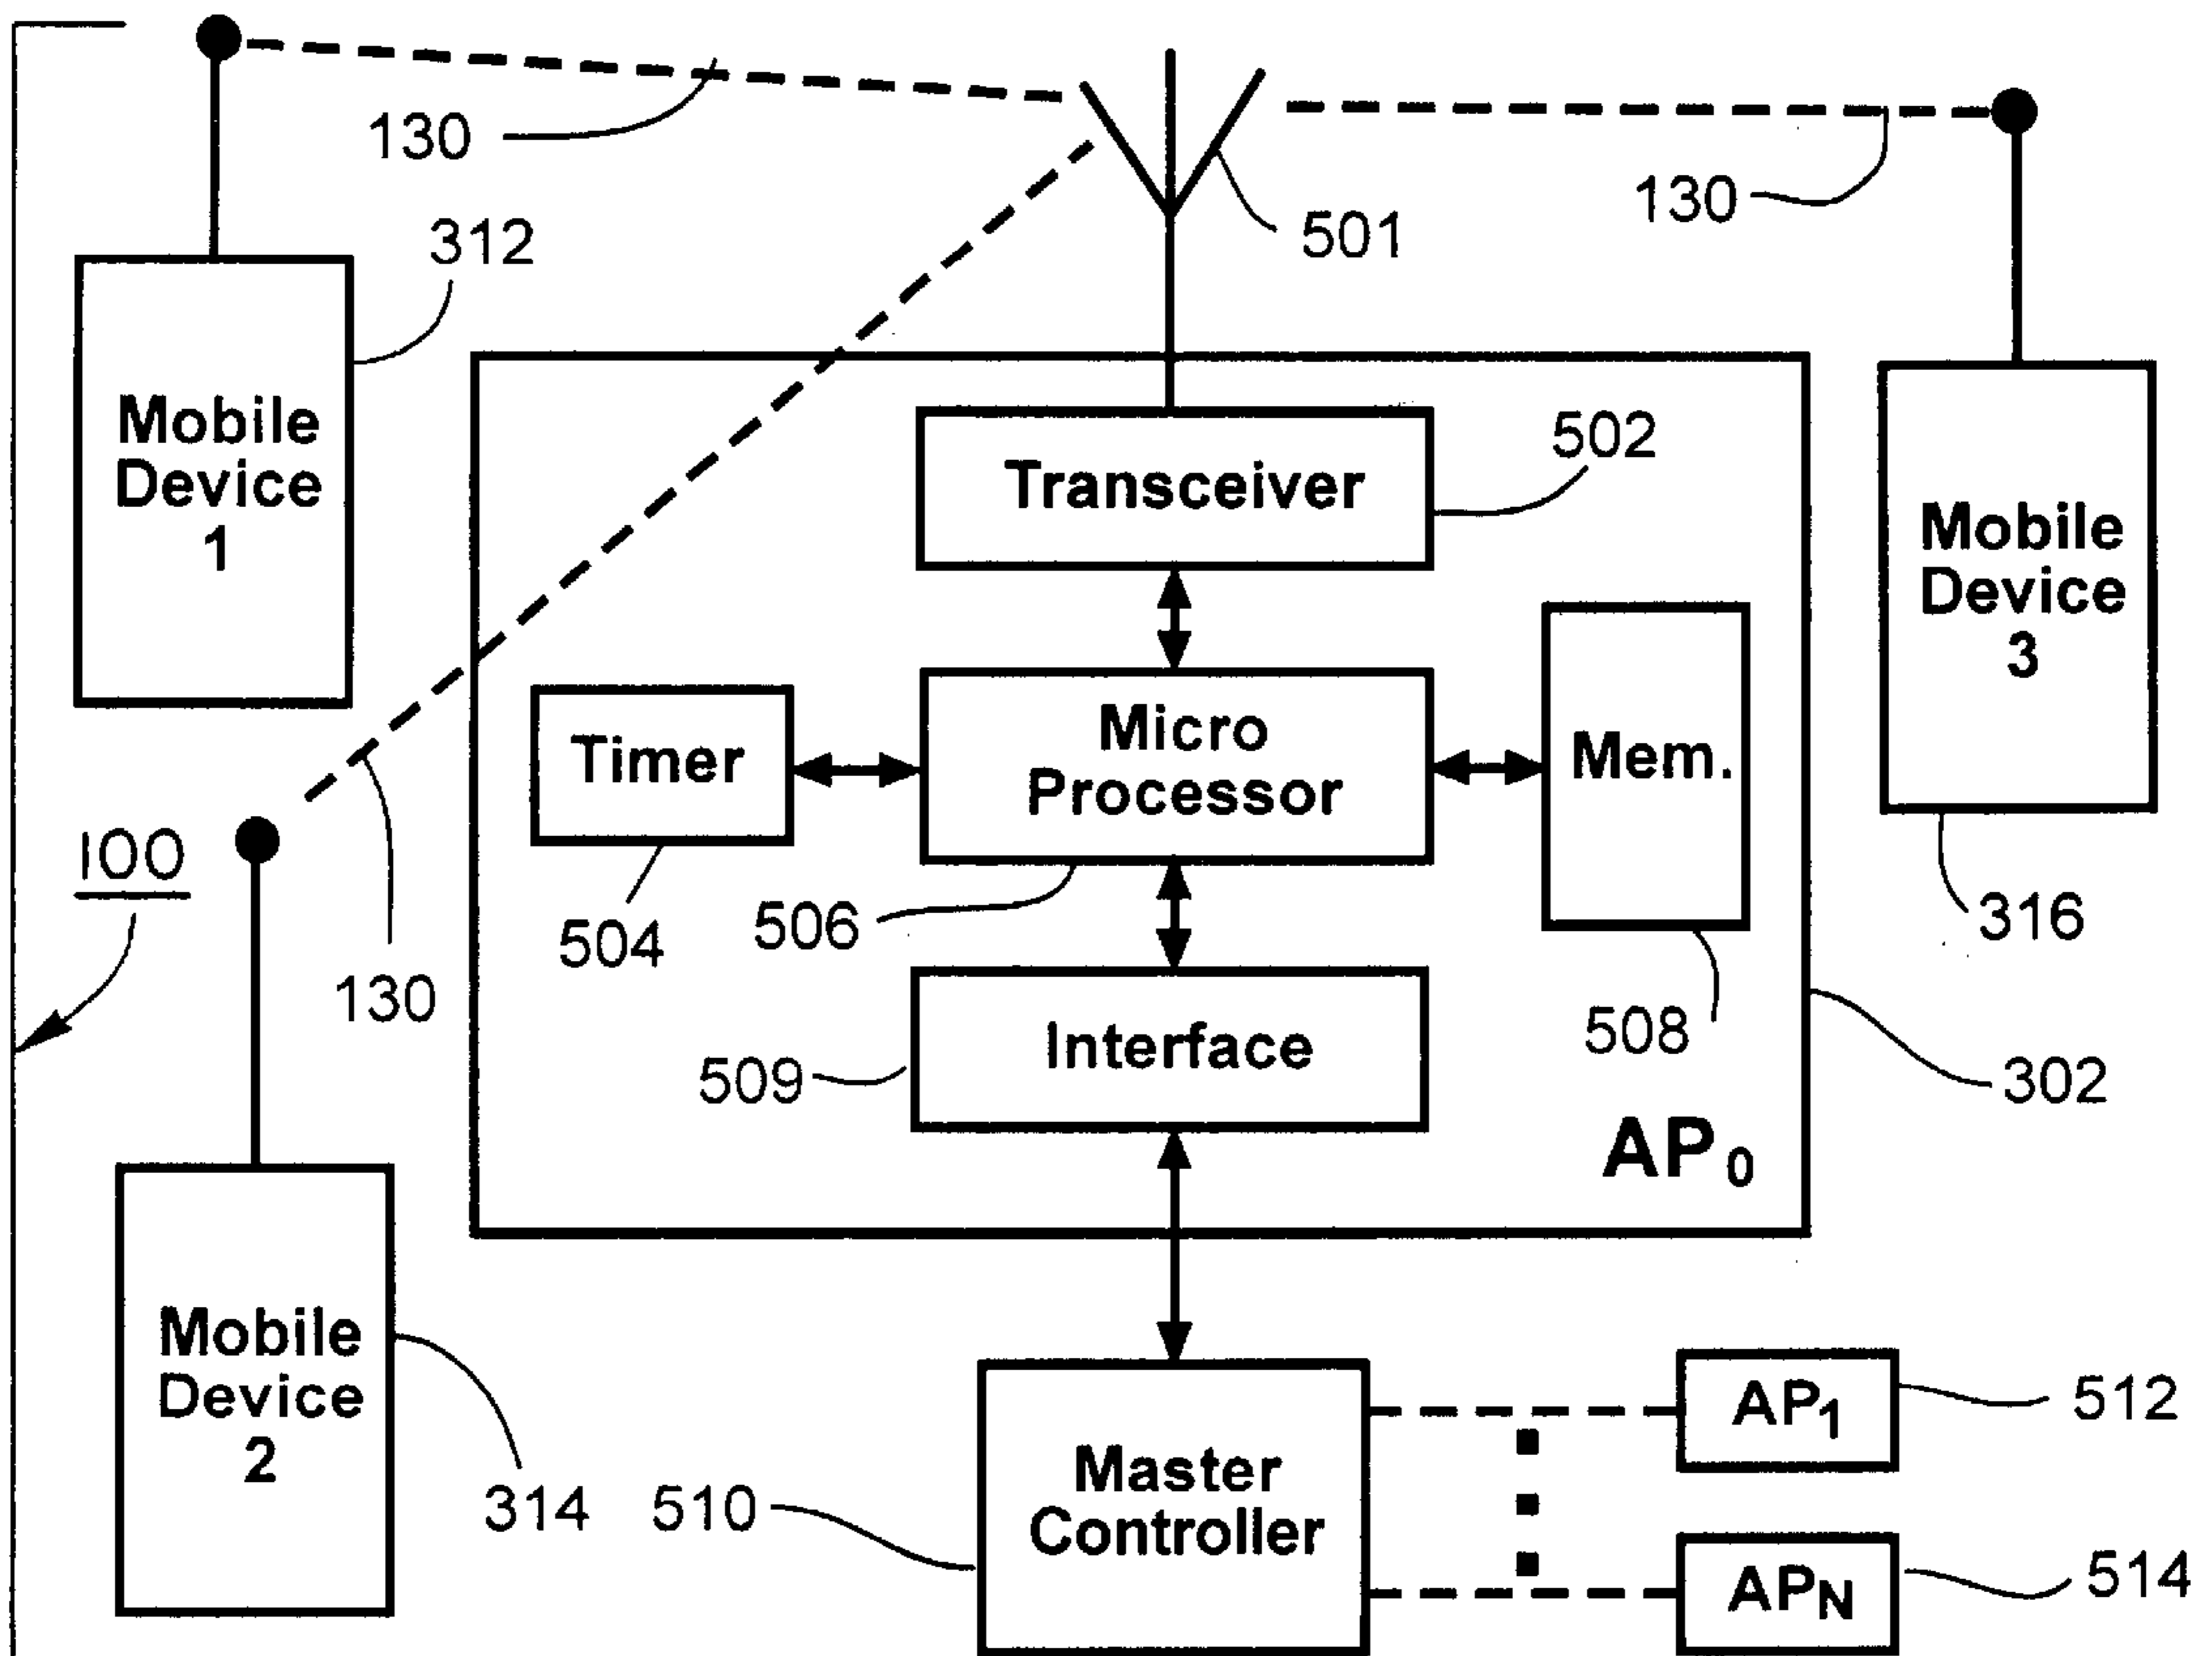 130
501
130
312
Mobile
Device
1
Transceiver
502
Mobile
Device
3
Timer
Micro
Processor
Mem.
100
504
506
316
130
508
Interface
509
302
AP0
Mobile
Device
2
314
510
Master
Controller
AP1
512
APN
514